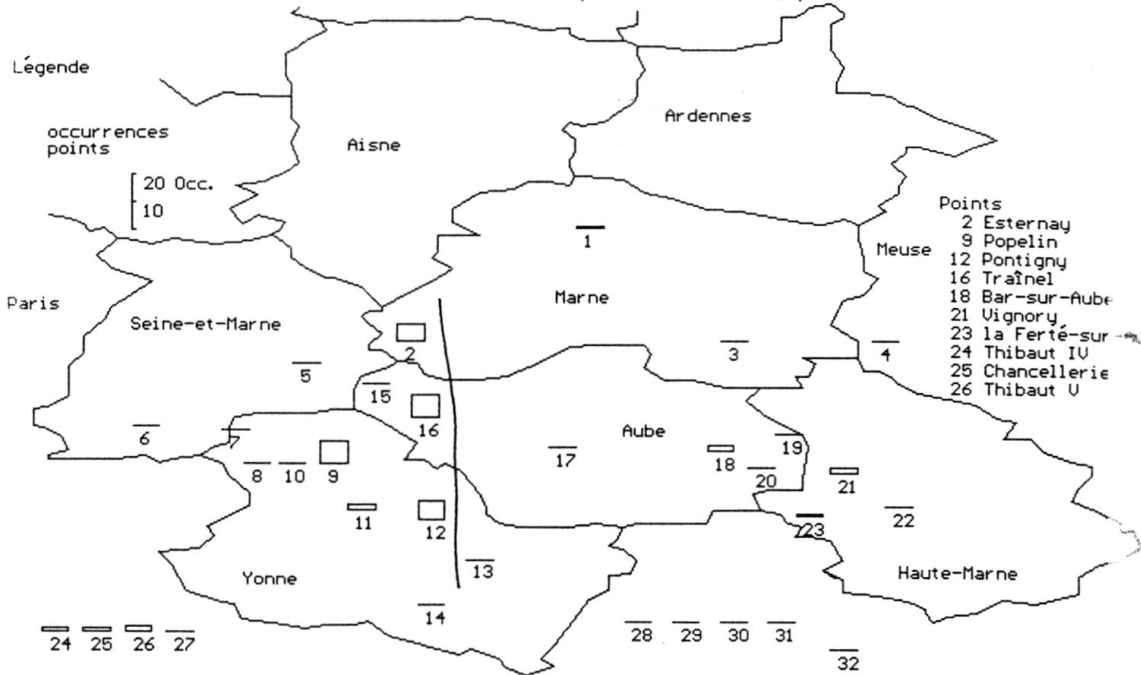 Légende
Ardennes
occurrences
points
Aisne
20 Occ.
10
Points
2 Esternay
9 Popelin
12 Pontigny
16 Traînel
18 Bar-sur-Aube
21 Vignory
23 la Ferté-sur-
24 Thibaut IV
25 Chancellerie
26 Thibaut V
Meuse
1
Paris
Marne
Seine-et-Marne
2
3
4
5
15
6
7
16
Aube
19
17
18
8
10
9
20
21
11
12
23
22
13
Yonne
Haute-Marne
14
24
25
26
27
28
29
30
31
32